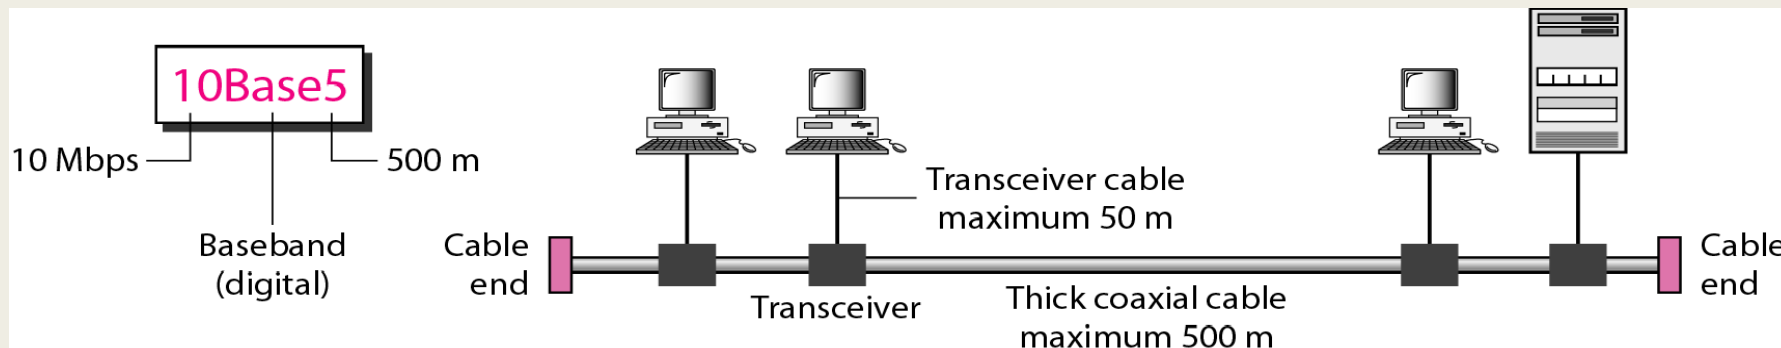 10Base5
10 Mbps
500 m
Baseband
(digital)
Cable
end
Transceiver cable
maximum 50 m
Transceiver
Thick coaxial cable
maximum 500 m
Cable
end